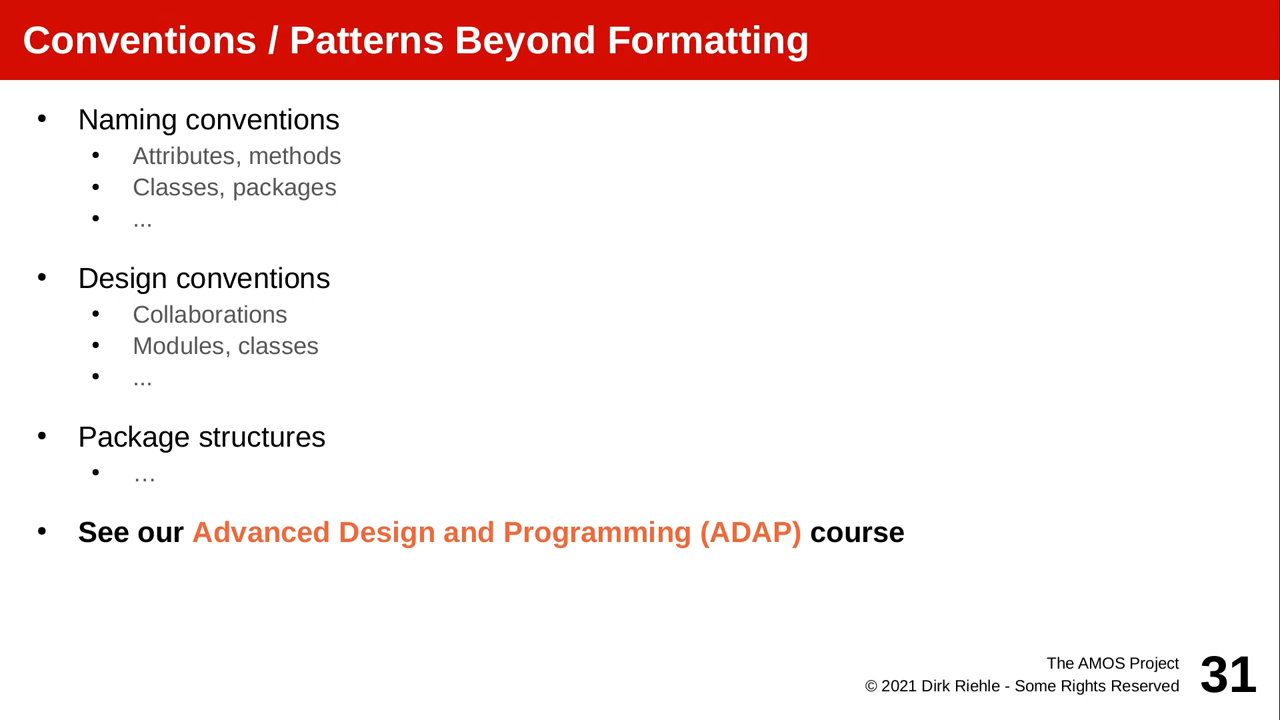 Conventions / Patterns Beyond Formatting
• Naming conventions
• Attributes, methods
• Classes, packages
• ...
• Design conventions
• Collaborations
• Modules, classes
• ...
• Package structures
• …
• See our Advanced Design and Programming (ADAP) course
The AMOS Project
© 2021 Dirk Riehle - Some Rights Reserved
31